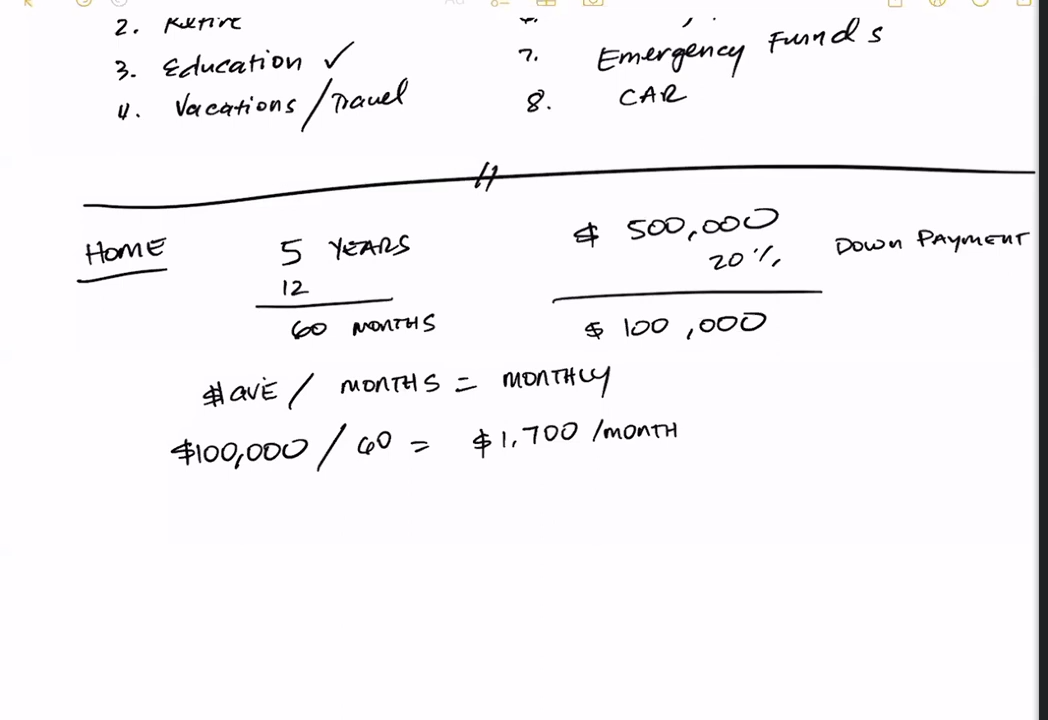 2. Retire
3. Education ✓
4. Vacations / Travel
7. Emergency Funds
8. CAR
HOME
5 YEARS
12
60 MONTHS
$ 500,000
20%
$ 100,000
DOWN PAYMENT
$AVE / MONTHS = MONTHLY
$100,000 / 60 = $1,700 /MONTH